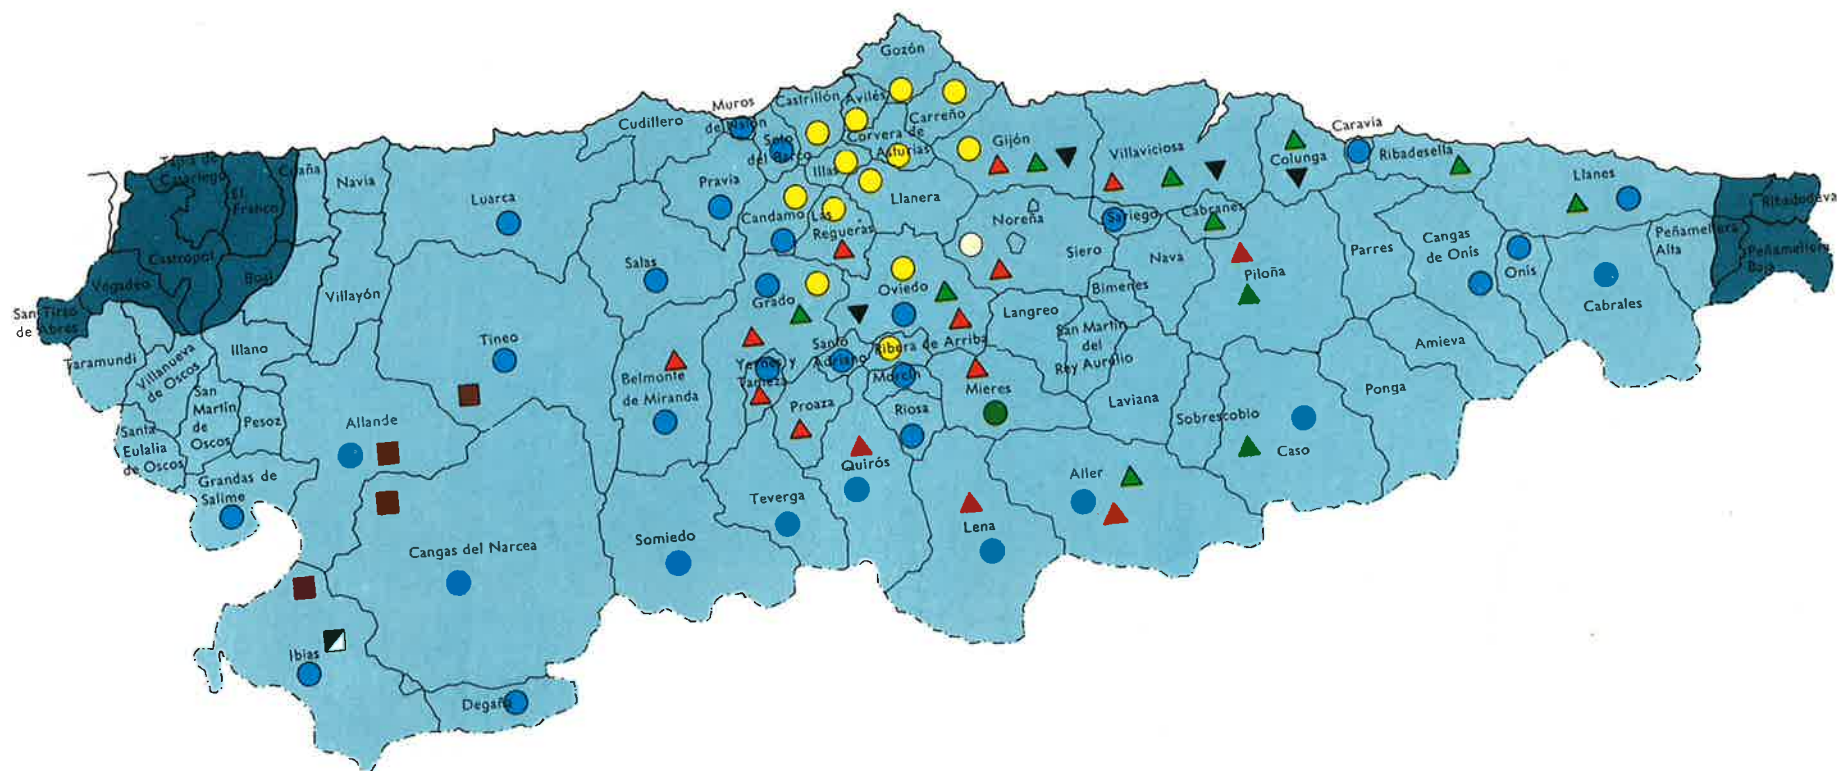 Gozón
Castrillón
Avilés
Carreño
Muros
de Nalón
Cudillero
Soto
del Barco
Corvera de
Asturias
Illas
Gijón
Villaviciosa
Colunga
Caravia
Ribadesella
Llanes
Ribadedeva
Peñamellera
Alta
Peñamellera
Baja
Tapia de
Casariego
El
Franco
Coaña
Navia
Luarca
Pravia
Candamo
Las
Regueras
Llanera
Noreña
Siero
Sariego
Cabranes
Nava
Bimenes
Piloña
Parres
Cangas
de Onís
Onís
Cabrales
Castropol
Vegadeo
Boal
San Tirso
de Abres
Taramundi
Villanueva
de Oscos
Villayón
Illano
Salas
Grado
Oviedo
Tineo
Santo
Adriano
Ribera de Arriba
Langreo
San Martín
del
Rey Aurelio
Amieva
Ponga
Belmonte
de Miranda
Yernes y
Tameza
Morcín
Mieres
Proaza
Riosa
Laviana
Sobrescobio
Caso
San
Martín
de
Oscos
Pesoz
Allande
Santa
Eulalia
de Oscos
Grandas de
Salime
Quirós
Teverga
Aller
Lena
Somiedo
Cangas del Narcea
Ibias
Degaña